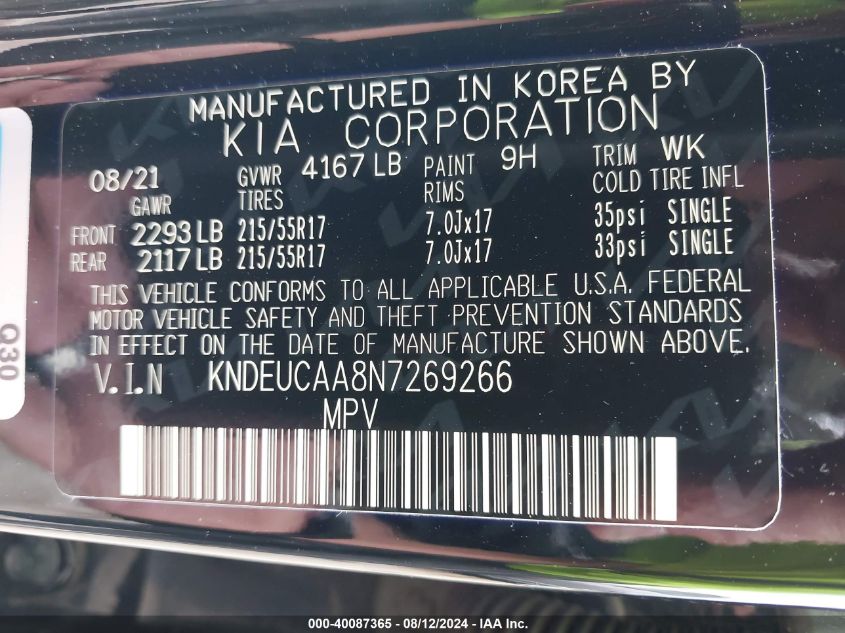 MANUFACTURED IN KOREA BY
KIA CORPORATION
08/21 GVWR 4167 LB PAINT 9H TRIM WK
GAWR TIRES RIMS COLD TIRE INFL
FRONT 2293 LB 215/55R17 7.0Jx17 35psi SINGLE
REAR 2117 LB 215/55R17 7.0Jx17 33psi SINGLE
THIS VEHICLE CONFORMS TO ALL APPLICABLE U.S.A. FEDERAL
MOTOR VEHICLE SAFETY AND THEFT PREVENTION STANDARDS
IN EFFECT ON THE DATE OF MANUFACTURE SHOWN ABOVE.
V.I.N KNDEUCAA8N7269266
MPV
Q30
000-40087365 - 08/12/2024 - IAA Inc.